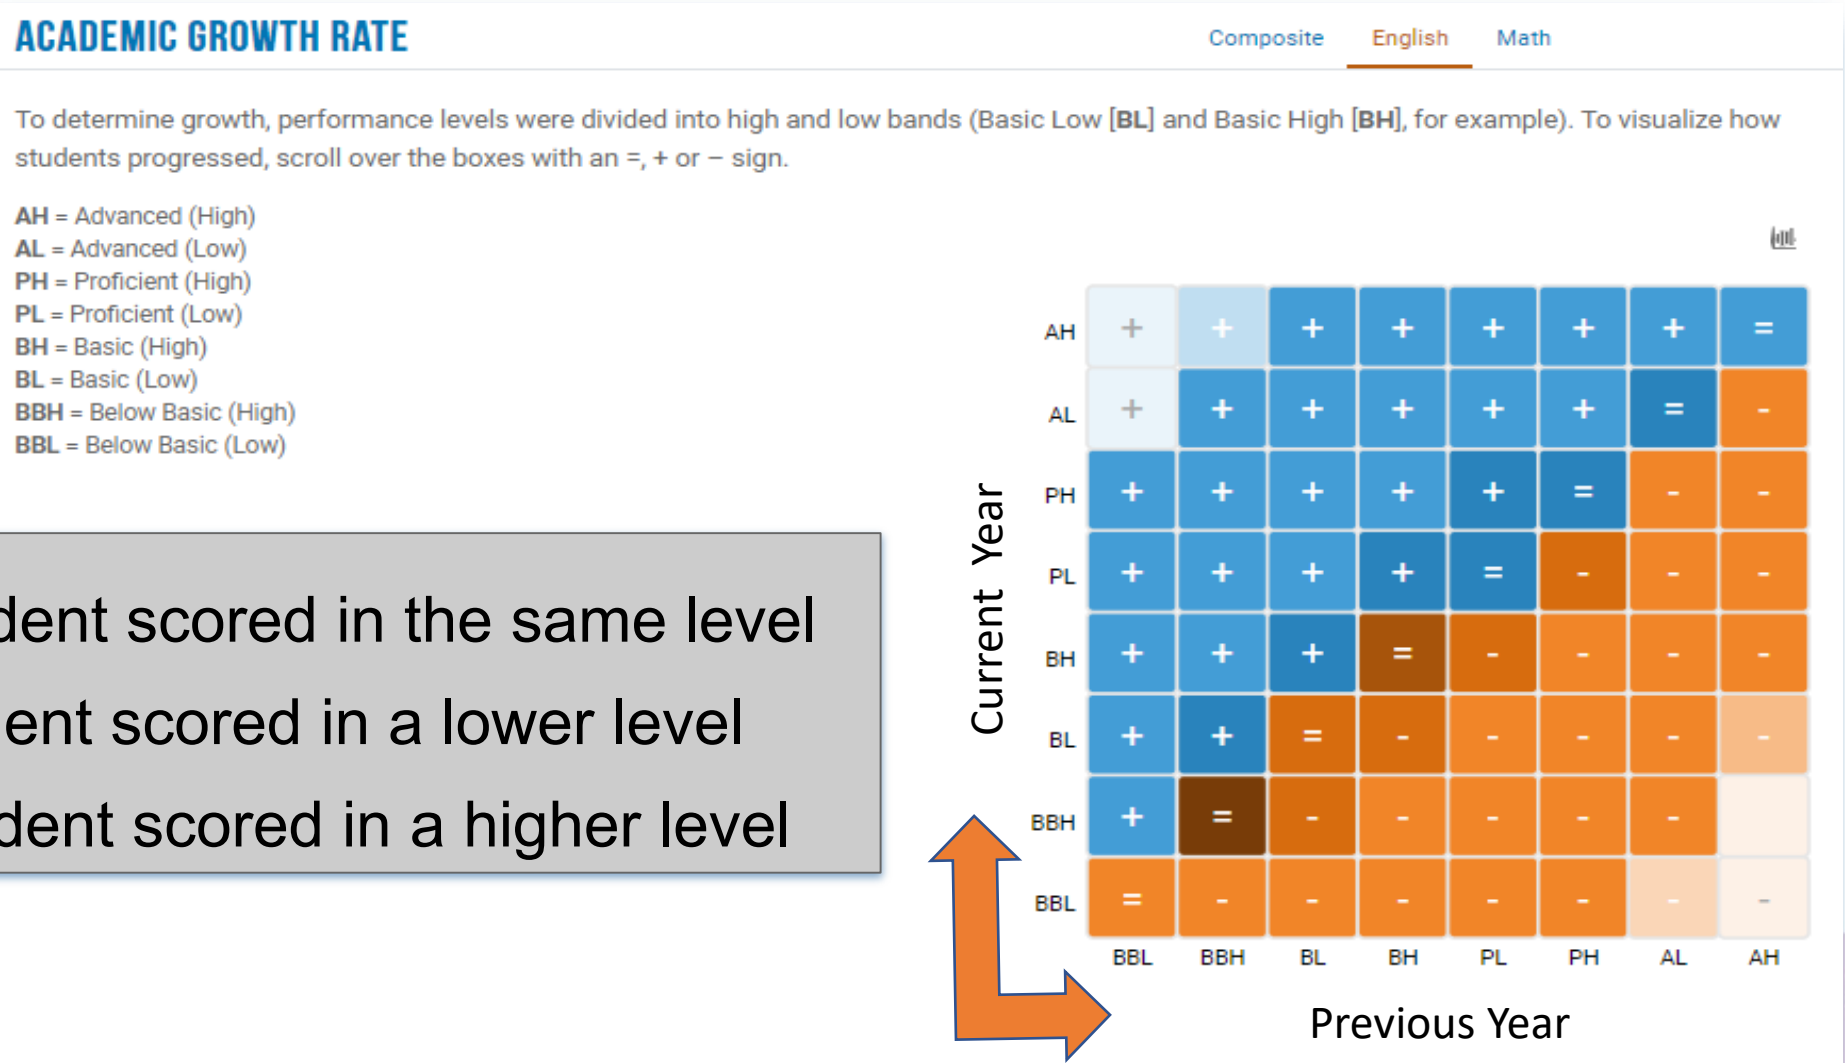 ACADEMIC GROWTH RATE
Composite English Math
To determine growth, performance levels were divided into high and low bands (Basic Low [BL] and Basic High [BH], for example). To visualize how
students progressed, scroll over the boxes with an =, + or – sign.
AH = Advanced (High)
AL = Advanced (Low)
PH = Proficient (High)
PL = Proficient (Low)
BH = Basic (High)
BL = Basic (Low)
BBH = Below Basic (High)
BBL = Below Basic (Low)
dent scored in the same level
ent scored in a lower level
dent scored in a higher level
Current Year
AH + + + + + + + =
AL + + + + + + = -
PH + + + + + = - -
PL + + + + = - - -
BH + + + = - - - -
BL + + = - - - - -
BBH + = - - - - -
BBL = - - - - - - -
BBL BBH BL BH PL PH AL AH
Previous Year